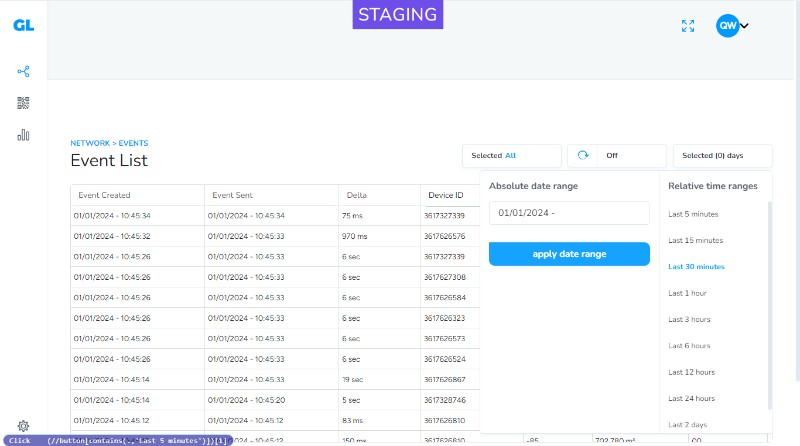 STAGING
GL
QW
NETWORK > EVENTS
Event List
Selected All
Off
Selected (0) days
Event Created Event Sent Delta Device ID
01/01/2024 - 10:45:34 01/01/2024 - 10:45:34 75 ms 3617327339
01/01/2024 - 10:45:32 01/01/2024 - 10:45:33 970 ms 3617626576
01/01/2024 - 10:45:26 01/01/2024 - 10:45:33 6 sec 3617327339
01/01/2024 - 10:45:26 01/01/2024 - 10:45:33 6 sec 3617627308
01/01/2024 - 10:45:26 01/01/2024 - 10:45:33 6 sec 3617626584
01/01/2024 - 10:45:26 01/01/2024 - 10:45:33 6 sec 3617626323
01/01/2024 - 10:45:26 01/01/2024 - 10:45:33 6 sec 3617626573
01/01/2024 - 10:45:26 01/01/2024 - 10:45:33 6 sec 3617626524
01/01/2024 - 10:45:14 01/01/2024 - 10:45:33 19 sec 3617626867
01/01/2024 - 10:45:14 01/01/2024 - 10:45:20 5 sec 3617328746
01/01/2024 - 10:45:12 01/01/2024 - 10:45:12 83 ms 3617626810
10:45:12 150 ms 3617626810 -85 702,780 m³ 00
Absolute date range
01/01/2024 -
apply date range
Relative time ranges
Last 5 minutes
Last 15 minutes
Last 30 minutes
Last 1 hour
Last 3 hours
Last 6 hours
Last 12 hours
Last 24 hours
Last 2 days
Click (//button[contains(.,"Last 5 minutes")])[1]